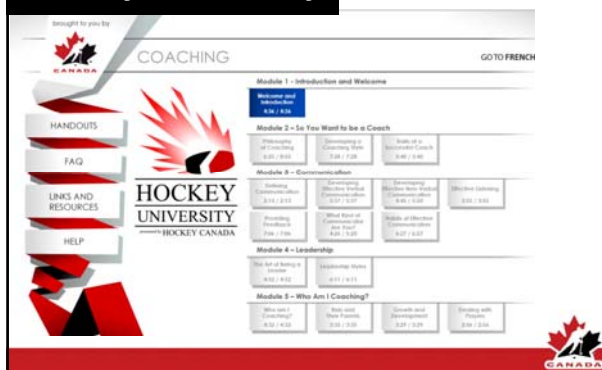 brought to you by
CANADA
COACHING
GO TO FRENCH
HANDOUTS
FAQ
LINKS AND
RESOURCES
HELP
HOCKEY
UNIVERSITY
HOCKEY CANADA
Module 1 - Introduction and Welcome
Welcome and
Introduction
Module 2 – So You Want to be a Coach
Philosophy
of Coaching
Developing a
Coaching Style
Traits of a
Successful Coach
Module 3 – Communication
Defining
Communication
Developing
Effective Verbal
Communication
Developing
Effective Non-Verbal
Communication
Effective Listening
Providing
Feedback
What Kind of
Communicator
Are You?
Habits of Effective
Communication
Module 4 – Leadership
The Art of Being a
Leader
Leadership Styles
Module 5 – Who Am I Coaching?
Who am I
Coaching?
Kids and
their Parents
Growth and
Development
Dealing with
Players
CANADA